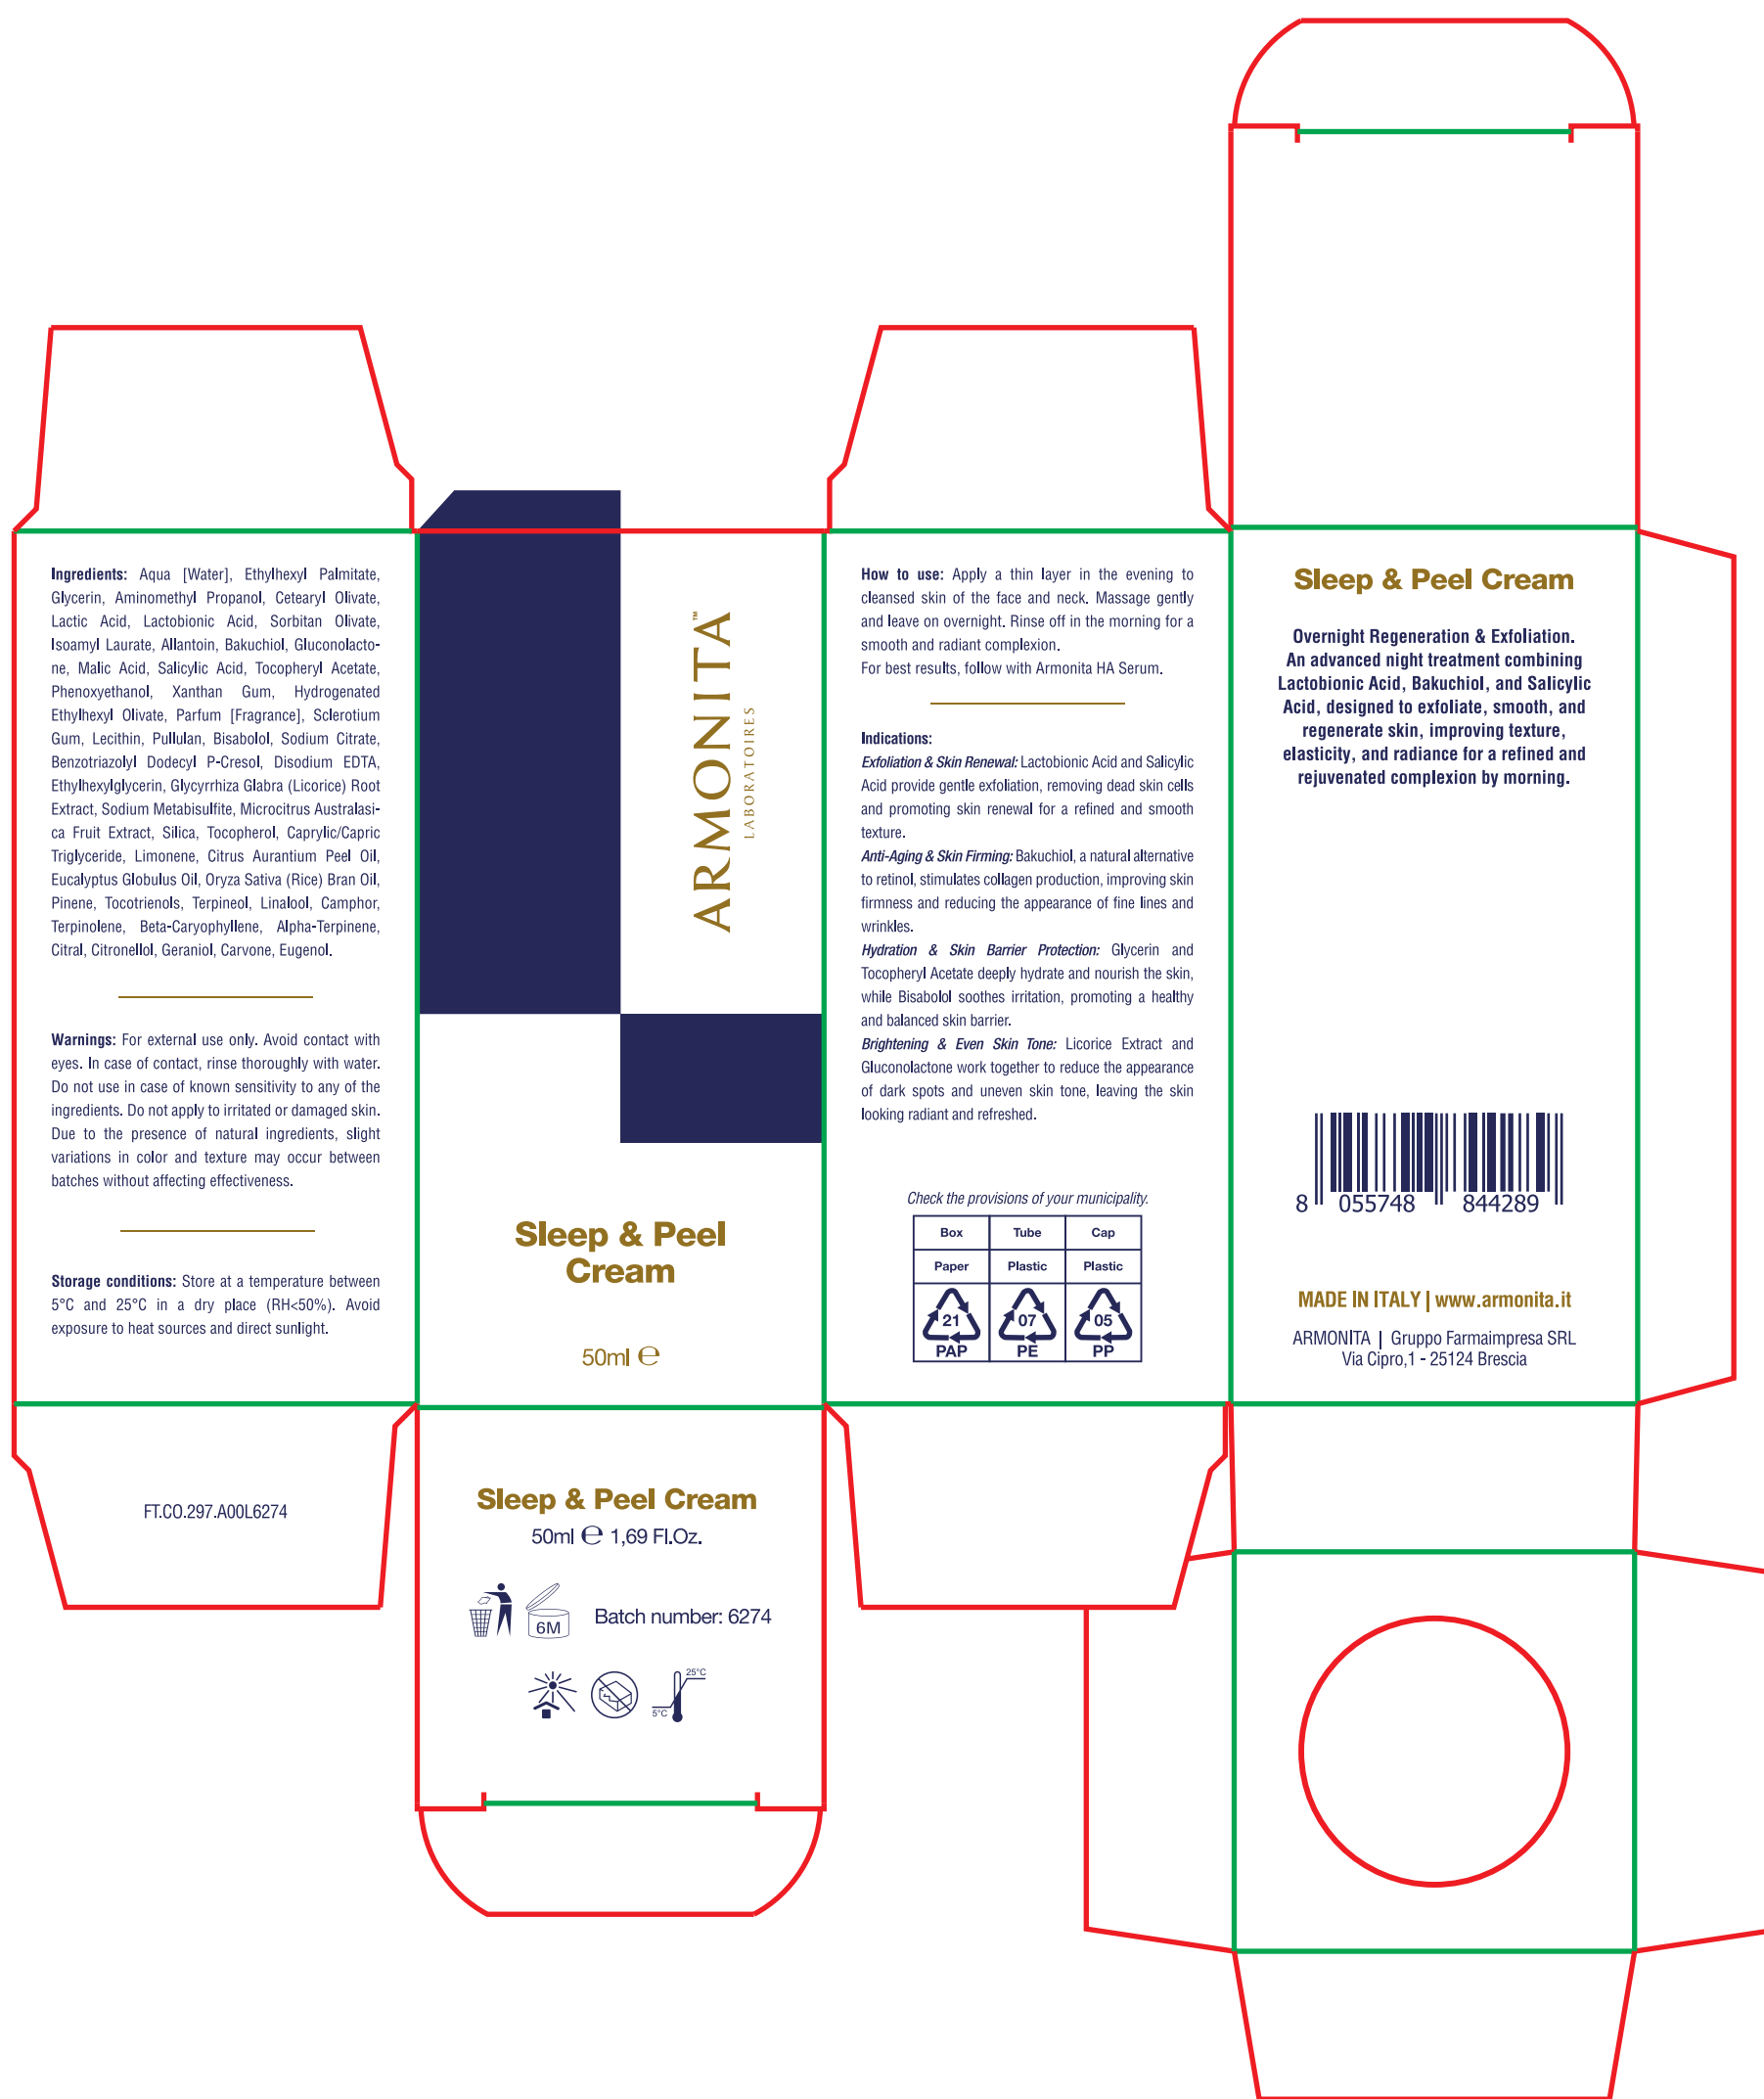 Ingredients: Aqua [Water], Ethylhexyl Palmitate,
Glycerin, Aminomethyl Propanol, Cetearyl Olivate,
Lactic Acid, Lactobionic Acid, Sorbitan Olivate,
Isoamyl Laurate, Allantoin, Bakuchiol, Gluconolacto-
ne, Malic Acid, Salicylic Acid, Tocopheryl Acetate,
Phenoxyethanol, Xanthan Gum, Hydrogenated
Ethylhexyl Olivate, Parfum [Fragrance], Sclerotium
Gum, Lecithin, Pullulan, Bisabolol, Sodium Citrate,
Benzotriazolyl Dodecyl P-Cresol, Disodium EDTA,
Ethylhexylglycerin, Glycyrrhiza Glabra (Licorice) Root
Extract, Sodium Metabisulfite, Microcitrus Australasi-
ca Fruit Extract, Silica, Tocopherol, Caprylic/Capric
Triglyceride, Limonene, Citrus Aurantium Peel Oil,
Eucalyptus Globulus Oil, Oryza Sativa (Rice) Bran Oil,
Pinene, Tocotrienols, Terpineol, Linalool, Camphor,
Terpinolene, Beta-Caryophyllene, Alpha-Terpinene,
Citral, Citronellol, Geraniol, Carvone, Eugenol.
Warnings: For external use only. Avoid contact with
eyes. In case of contact, rinse thoroughly with water.
Do not use in case of known sensitivity to any of the
ingredients. Do not apply to irritated or damaged skin.
Due to the presence of natural ingredients, slight
variations in color and texture may occur between
batches without affecting effectiveness.
Storage conditions: Store at a temperature between
5°C and 25°C in a dry place (RH<50%). Avoid
exposure to heat sources and direct sunlight.
FT.CO.297.A00L6274
ARMONITA™
LABORATOIRES
Sleep & Peel
Cream
50ml ℮
Sleep & Peel Cream
50ml ℮ 1,69 Fl.Oz.
6M
Batch number: 6274
25°C
5°C
How to use: Apply a thin layer in the evening to
cleansed skin of the face and neck. Massage gently
and leave on overnight. Rinse off in the morning for a
smooth and radiant complexion.
For best results, follow with Armonita HA Serum.
Indications:
Exfoliation & Skin Renewal: Lactobionic Acid and Salicylic
Acid provide gentle exfoliation, removing dead skin cells
and promoting skin renewal for a refined and smooth
texture.
Anti-Aging & Skin Firming: Bakuchiol, a natural alternative
to retinol, stimulates collagen production, improving skin
firmness and reducing the appearance of fine lines and
wrinkles.
Hydration & Skin Barrier Protection: Glycerin and
Tocopheryl Acetate deeply hydrate and nourish the skin,
while Bisabolol soothes irritation, promoting a healthy
and balanced skin barrier.
Brightening & Even Skin Tone: Licorice Extract and
Gluconolactone work together to reduce the appearance
of dark spots and uneven skin tone, leaving the skin
looking radiant and refreshed.
Check the provisions of your municipality.
Box Tube Cap
Paper Plastic Plastic
21 07 05
PAP PE PP
Sleep & Peel Cream
Overnight Regeneration & Exfoliation.
An advanced night treatment combining
Lactobionic Acid, Bakuchiol, and Salicylic
Acid, designed to exfoliate, smooth, and
regenerate skin, improving texture,
elasticity, and radiance for a refined and
rejuvenated complexion by morning.
8 055748 844289
MADE IN ITALY | www.armonita.it
ARMONITA | Gruppo Farmaimpresa SRL
Via Cipro,1 - 25124 Brescia